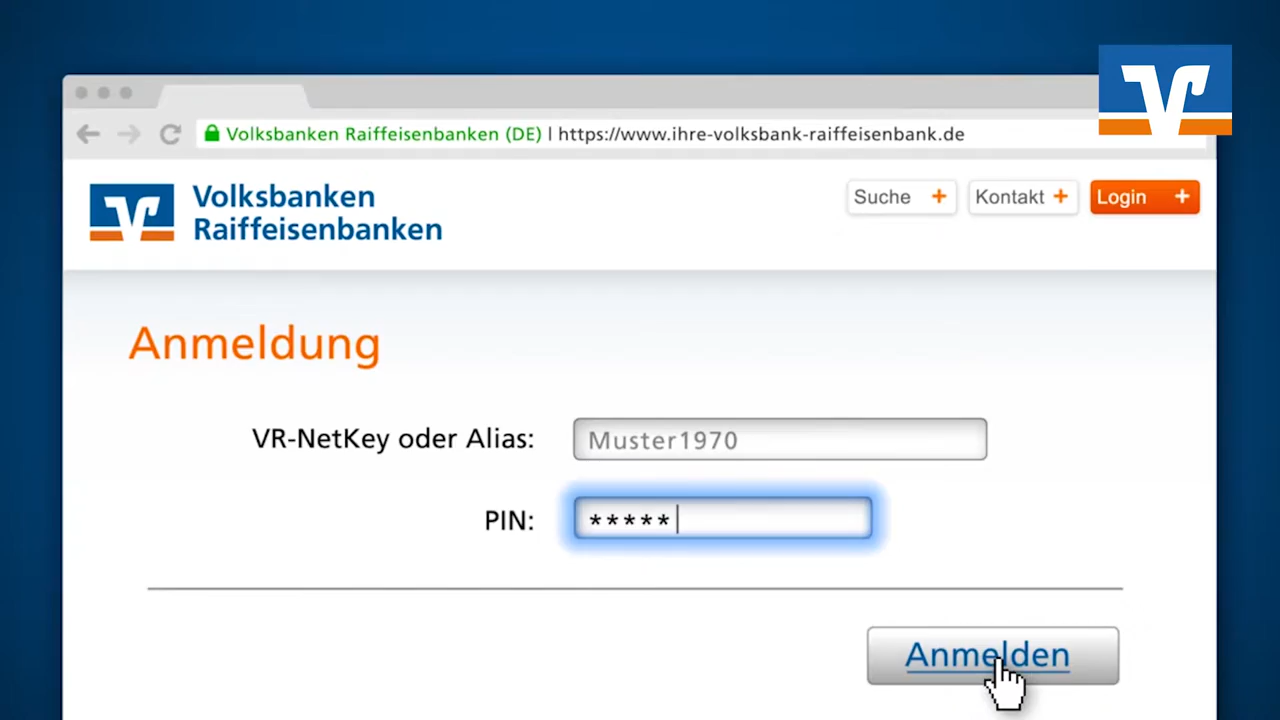 Volksbanken Raiffeisenbanken (DE) | https://www.ihre-volksbank-raiffeisenbank.de
Volksbanken
Raiffeisenbanken
Suche +
Kontakt +
Login +
Anmeldung
VR-NetKey oder Alias: Muster1970
PIN: *****
Anmelden